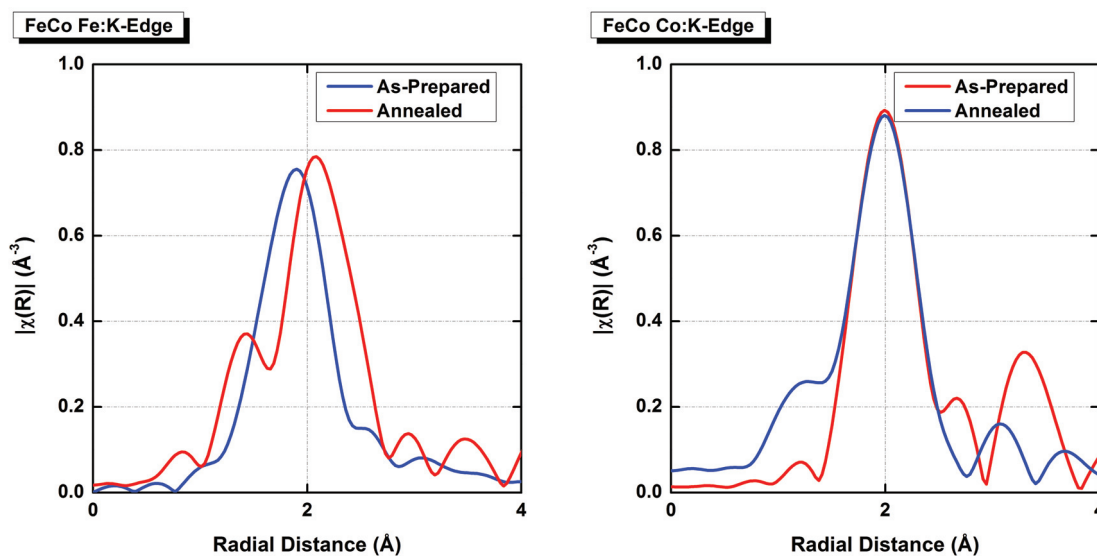 FeCo Fe:K-Edge
1.0
0.8
0.6
0.4
0.2
0.0
|χ(R)| (Å⁻³)
As-Prepared
Annealed
0
2
4
Radial Distance (Å)
FeCo Co:K-Edge
1.0
0.8
0.6
0.4
0.2
0.0
|χ(R)| (Å⁻³)
As-Prepared
Annealed
0
2
4
Radial Distance (Å)